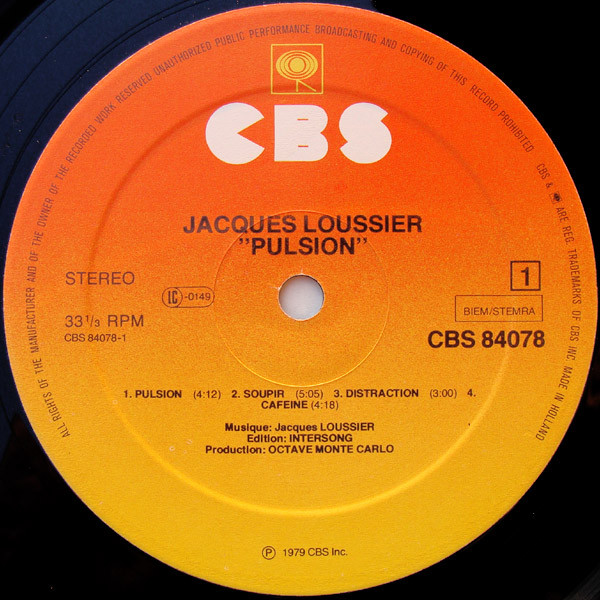 ALL RIGHTS OF THE MANUFACTURER AND OF THE OWNER OF THE RECORDED WORK RESERVED UNAUTHORIZED PUBLIC PERFORMANCE BROADCASTING AND COPYING OF THIS RECORD PROHIBITED
CBS & ARE REG. TRADEMARKS OF CBS INC. MADE IN HOLLAND
CBS
JACQUES LOUSSIER
"PULSION"
STEREO
LC-0149
1
33 1/3 RPM
BIEM/STEMRA
CBS 84078-1
CBS 84078
1. PULSION (4:12) 2. SOUPIR (5:05) 3. DISTRACTION (3:00) 4.
CAFEINE (4:18)
Musique: Jacques LOUSSIER
Edition: INTERSONG
Production: OCTAVE MONTE CARLO
℗ 1979 CBS Inc.